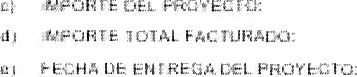 c) IMPORTE DEL PROYECTO:
d) IMPORTE TOTAL FACTURADO:
e) FECHA DE ENTREGA DEL PROYECTO: